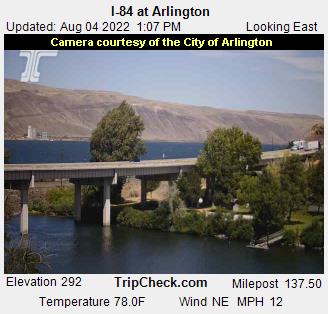 I-84 at Arlington
Updated: Aug 04 2022 1:07 PM Looking East
Camera courtesy of the City of Arlington
Elevation 292 TripCheck.com Milepost 137.50
Temperature 78.0F Wind NE MPH 12